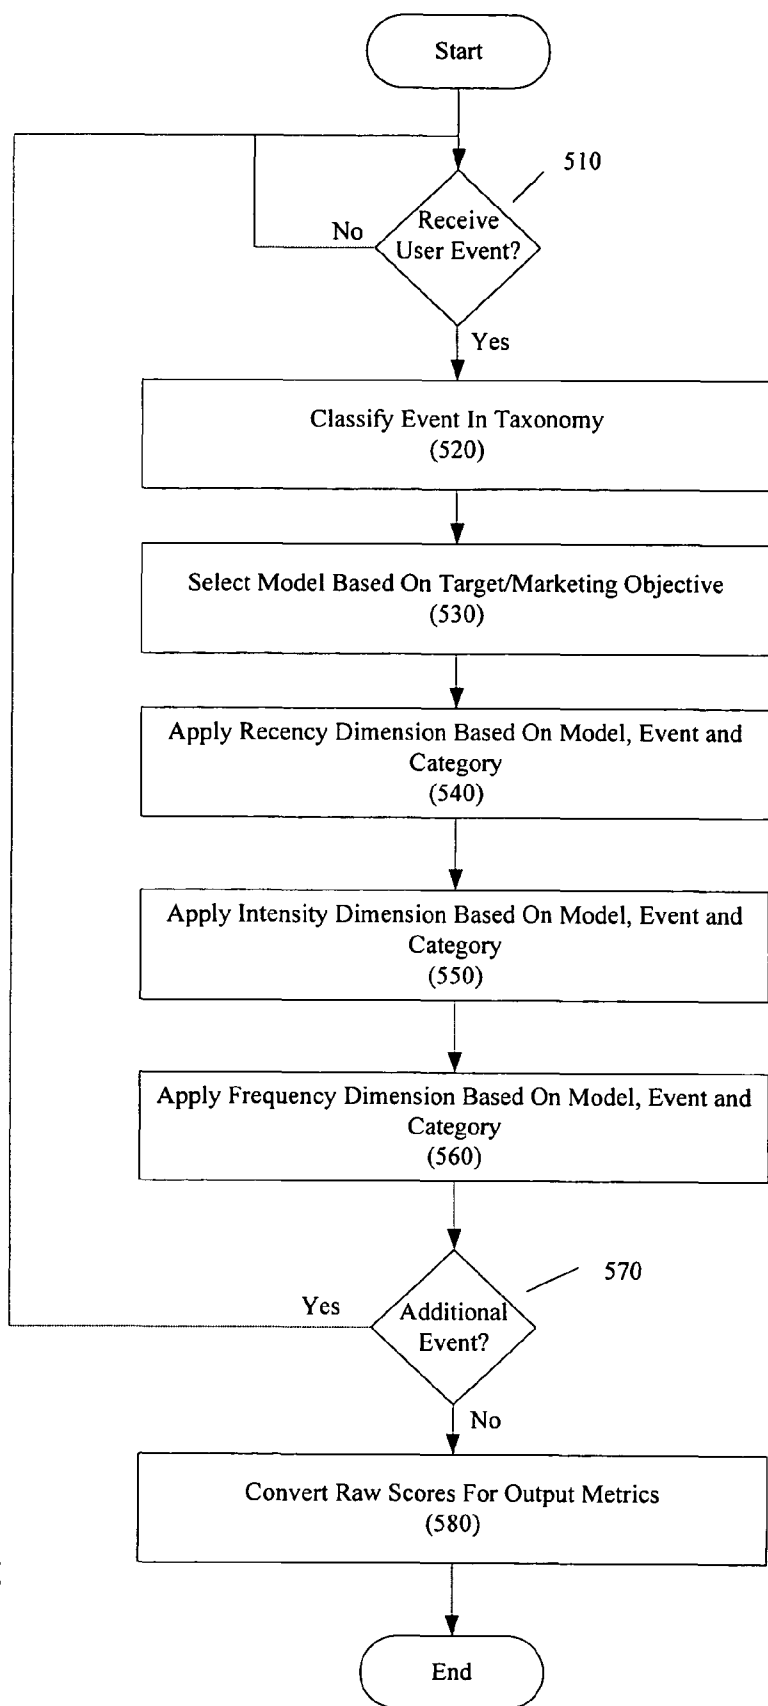 Start
510
Receive
User Event?
No
Yes
Classify Event In Taxonomy
(520)
Select Model Based On Target/Marketing Objective
(530)
Apply Recency Dimension Based On Model, Event and
Category
(540)
Apply Intensity Dimension Based On Model, Event and
Category
(550)
Apply Frequency Dimension Based On Model, Event and
Category
(560)
570
Yes
Additional
Event?
No
Convert Raw Scores For Output Metrics
(580)
End